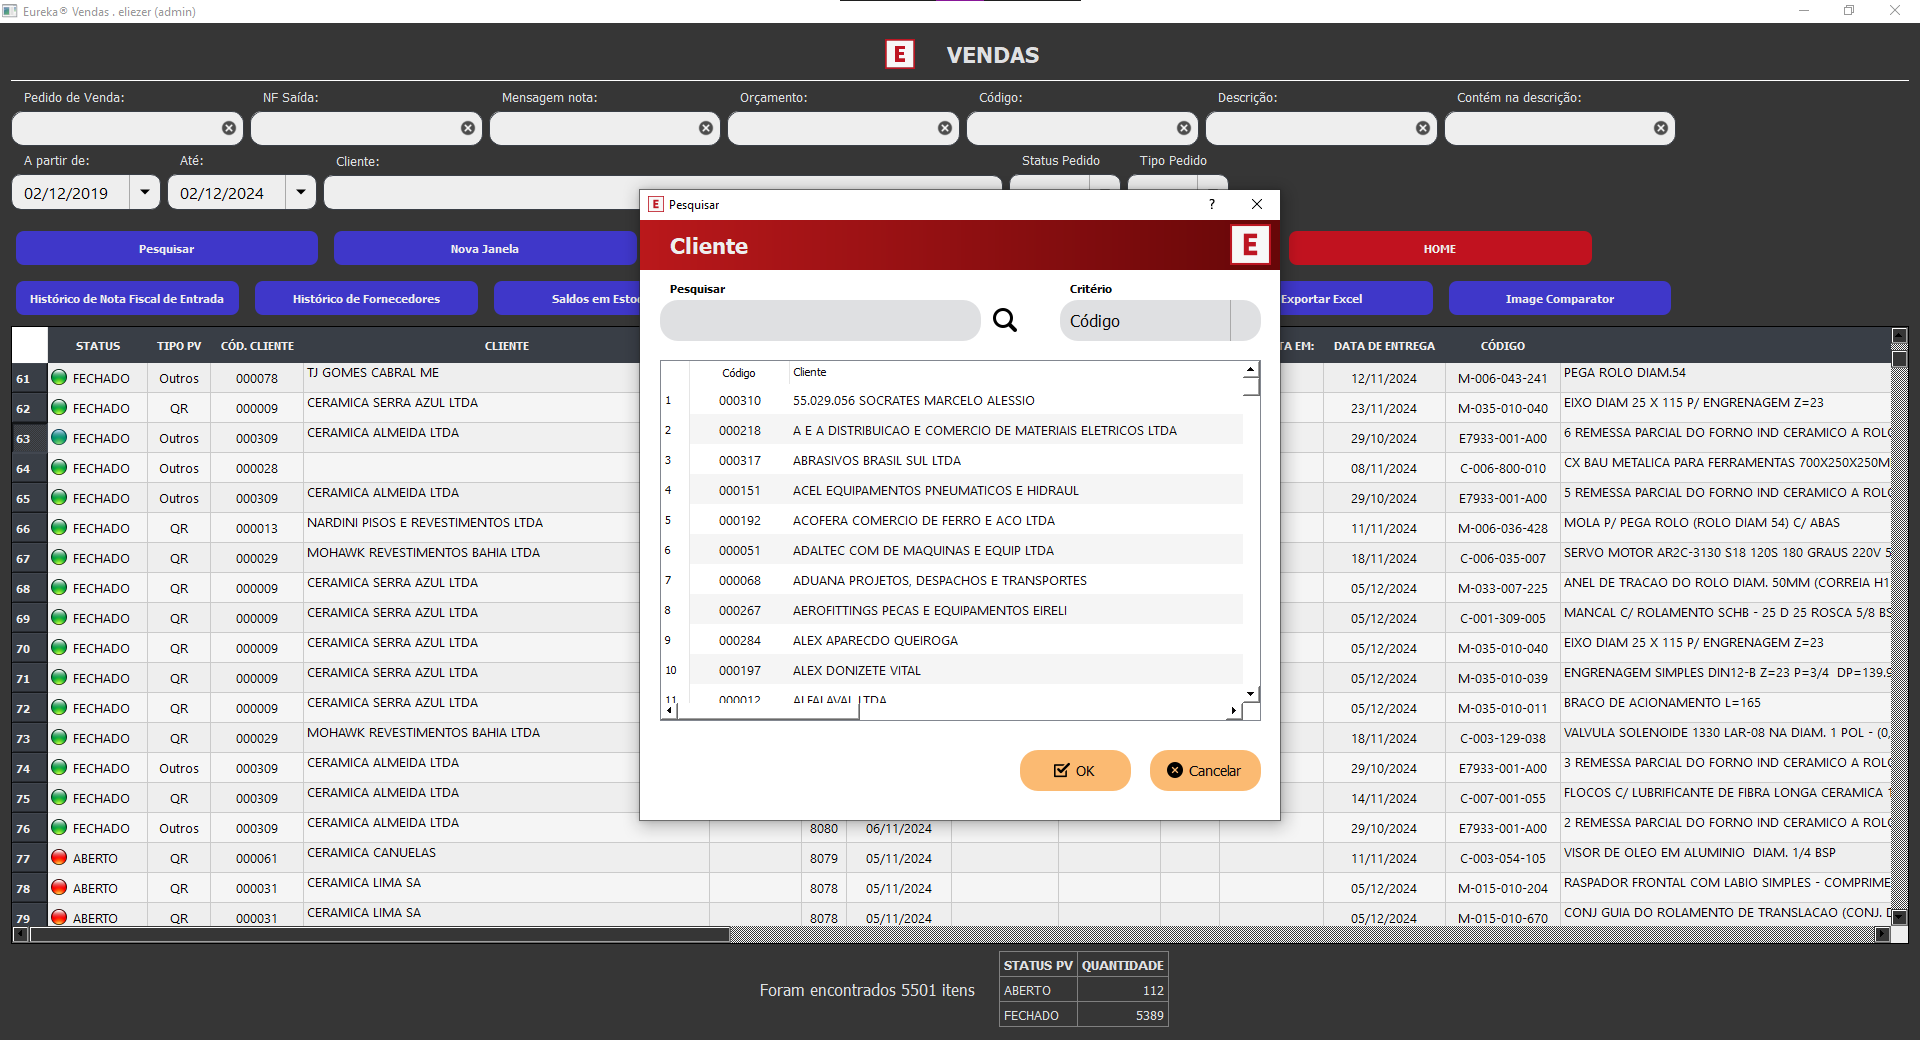 Eureka® Vendas . eliezer (admin)
E VENDAS
Pedido de Venda: NF Saída: Mensagem nota: Orçamento: Código: Descrição: Contém na descrição:
A partir de: Até: Cliente: Status Pedido Tipo Pedido
02/12/2019 02/12/2024
Pesquisar Nova Janela HOME
Histórico de Nota Fiscal de Entrada Histórico de Fornecedores Saldos em Exportar Excel Image Comparator
E Pesquisar ?
Cliente E
Pesquisar Critério
Código
Código Cliente
1 000310 55.029.056 SOCRATES MARCELO ALESSIO
2 000218 A E A DISTRIBUICAO E COMERCIO DE MATERIAIS ELETRICOS LTDA
3 000317 ABRASIVOS BRASIL SUL LTDA
4 000151 ACEL EQUIPAMENTOS PNEUMATICOS E HIDRAUL
5 000192 ACOFERA COMERCIO DE FERRO E ACO LTDA
6 000051 ADALTEC COM DE MAQUINAS E EQUIP LTDA
7 000068 ADUANA PROJETOS, DESPACHOS E TRANSPORTES
8 000267 AEROFITTINGS PECAS E EQUIPAMENTOS EIRELI
9 000284 ALEX APARECDO QUEIROGA
10 000197 ALEX DONIZETE VITAL
11 000012 ALFALAVAL LTDA
OK Cancelar
STATUS TIPO PV CÓD. CLIENTE CLIENTE EM: DATA DE ENTREGA CÓDIGO
61 FECHADO Outros 000078 TJ GOMES CABRAL ME 12/11/2024 M-006-043-241 PEGA ROLO DIAM.54
62 FECHADO QR 000009 CERAMICA SERRA AZUL LTDA 23/11/2024 M-035-010-040 EIXO DIAM 25 X 115 P/ ENGRENAGEM Z=23
63 FECHADO Outros 000309 CERAMICA ALMEIDA LTDA 29/10/2024 E7933-001-A00 6 REMESSA PARCIAL DO FORNO IND CERAMICO A
64 FECHADO Outros 000028 08/11/2024 C-006-800-010 CX BAU METALICA PARA FERRAMENTAS 700X250X250M
65 FECHADO Outros 000309 CERAMICA ALMEIDA LTDA 29/10/2024 E7933-001-A00 5 REMESSA PARCIAL DO FORNO IND CERAMICO A
66 FECHADO QR 000013 NARDINI PISOS E REVESTIMENTOS LTDA 11/11/2024 M-006-036-428 MOLA P/ PEGA ROLO (ROLO DIAM 54) C/ ABAS
67 FECHADO QR 000029 MOHAWK REVESTIMENTOS BAHIA LTDA 18/11/2024 C-006-035-007 SERVO MOTOR AR2C-3130 S18 120S 180 GRAUS 220V 5
68 FECHADO QR 000009 CERAMICA SERRA AZUL LTDA 05/12/2024 M-033-007-225 ANEL DE TRACAO DO ROLO DIAM. 50MM (CORREIA H1
69 FECHADO QR 000009 CERAMICA SERRA AZUL LTDA 05/12/2024 C-001-309-005 MANCAL C/ ROLAMENTO SCHB - 25 D 25 ROSCA 5/8 BS
70 FECHADO QR 000009 CERAMICA SERRA AZUL LTDA 05/12/2024 M-035-010-040 EIXO DIAM 25 X 115 P/ ENGRENAGEM Z=23
71 FECHADO QR 000009 CERAMICA SERRA AZUL LTDA 05/12/2024 M-035-010-039 ENGRENAGEM SIMPLES DIN12-B Z=23 P=3/4 DP=139.9
72 FECHADO QR 000009 CERAMICA SERRA AZUL LTDA 05/12/2024 M-035-010-011 BRACO DE ACIONAMENTO L=165
73 FECHADO QR 000029 MOHAWK REVESTIMENTOS BAHIA LTDA 18/11/2024 C-003-129-038 VALVULA SOLENOIDE 1330 LAR-08 NA DIAM. 1 POL - (0,
74 FECHADO Outros 000309 CERAMICA ALMEIDA LTDA 29/10/2024 E7933-001-A00 3 REMESSA PARCIAL DO FORNO IND CERAMICO A
75 FECHADO QR 000309 CERAMICA ALMEIDA LTDA 14/11/2024 C-007-001-055 FLOCOS C/ LUBRIFICANTE DE FIBRA LONGA CERAMICA
76 FECHADO Outros 000309 CERAMICA ALMEIDA LTDA 8080 06/11/2024 29/10/2024 E7933-001-A00 2 REMESSA PARCIAL DO FORNO IND CERAMICO A
77 ABERTO QR 000061 CERAMICA CANUELAS 8079 05/11/2024 11/11/2024 C-003-054-105 VISOR DE OLEO EM ALUMINIO DIAM. 1/4 BSP
78 ABERTO QR 000031 CERAMICA LIMA SA 8078 05/11/2024 05/12/2024 M-015-010-204 RASPADOR FRONTAL COM LABIO SIMPLES - COMPRIME
79 ABERTO QR 000031 CERAMICA LIMA SA 8078 05/11/2024 05/12/2024 M-015-010-670 CONJ GUIA DO ROLAMENTO DE TRANSLACAO (CONJ.
Foram encontrados 5501 itens
STATUS PV QUANTIDADE
ABERTO 112
FECHADO 5389